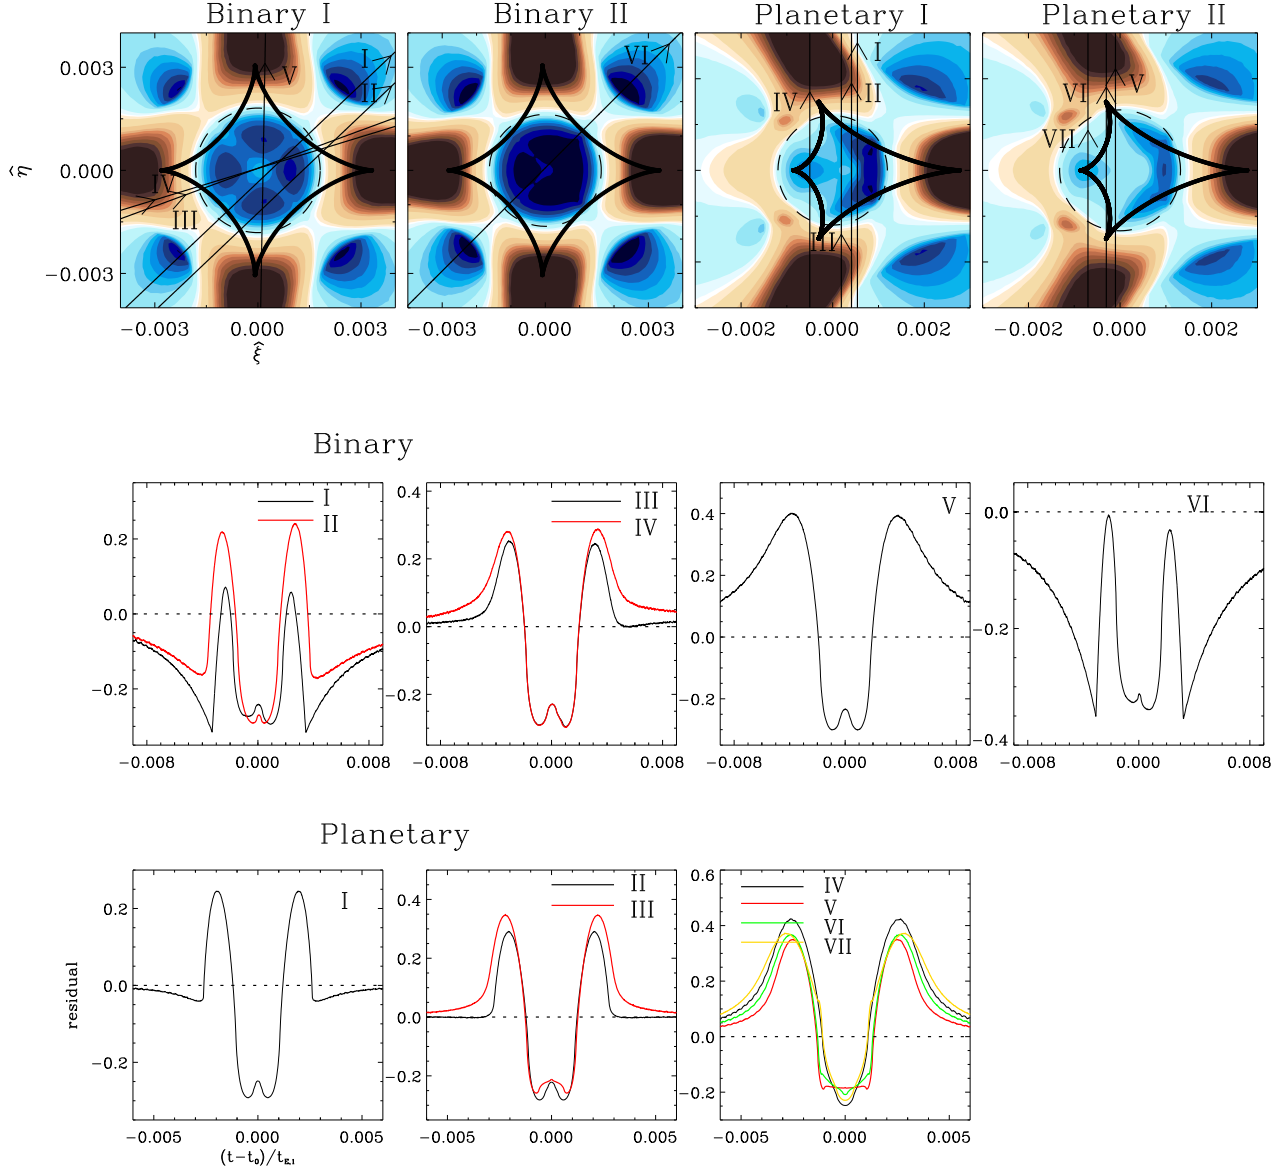 Binary I
Binary II
Planetary I
Planetary II
I
II
III
IV
V
VI
I
II
III
IV
V
VI
VII
0.003
0.000
−0.003
η̂
−0.003 0.000 0.003
−0.003 0.000 0.003
−0.002 0.000 0.002
−0.002 0.000 0.002
ξ̂
Binary
I
II
III
IV
V
VI
0.2
0.0
−0.2
0.4
0.2
0.0
−0.2
0.4
0.2
0.0
−0.2
0.0
−0.2
−0.4
−0.008 0.000 0.008
−0.008 0.000 0.008
−0.008 0.000 0.008
−0.008 0.000 0.008
Planetary
I
II
III
IV
V
VI
VII
residual
0.2
0.0
−0.2
0.4
0.2
0.0
−0.2
0.6
0.4
0.2
0.0
−0.2
−0.005 0.000 0.005
−0.005 0.000 0.005
−0.005 0.000 0.005
(t−t₀)/t_E,1